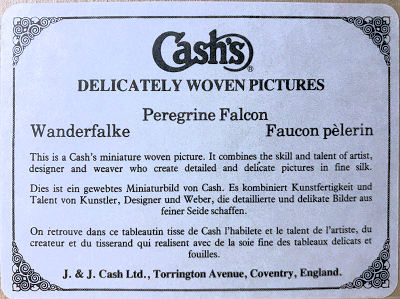 Cash's®
DELICATELY WOVEN PICTURES
Peregrine Falcon
Wanderfalke Faucon pèlerin
This is a Cash's miniature woven picture. It combines the skill and talent of artist,
designer and weaver who create detailed and delicate pictures in fine silk.
Dies ist ein gewebtes Miniaturbild von Cash. Es kombiniert Kunstfertigkeit und
Talent von Kunstler, Designer und Weber, die detaillierte und delikate Bilder aus
feiner Seide schaffen.
On retrouve dans ce tableautin tisse de Cash l'habilete et le talent de l'artiste, du
createur et du tisserand qui realisent avec de la soie fine des tableaux delicats et
fouilles.
J. & J. Cash Ltd., Torrington Avenue, Coventry, England.